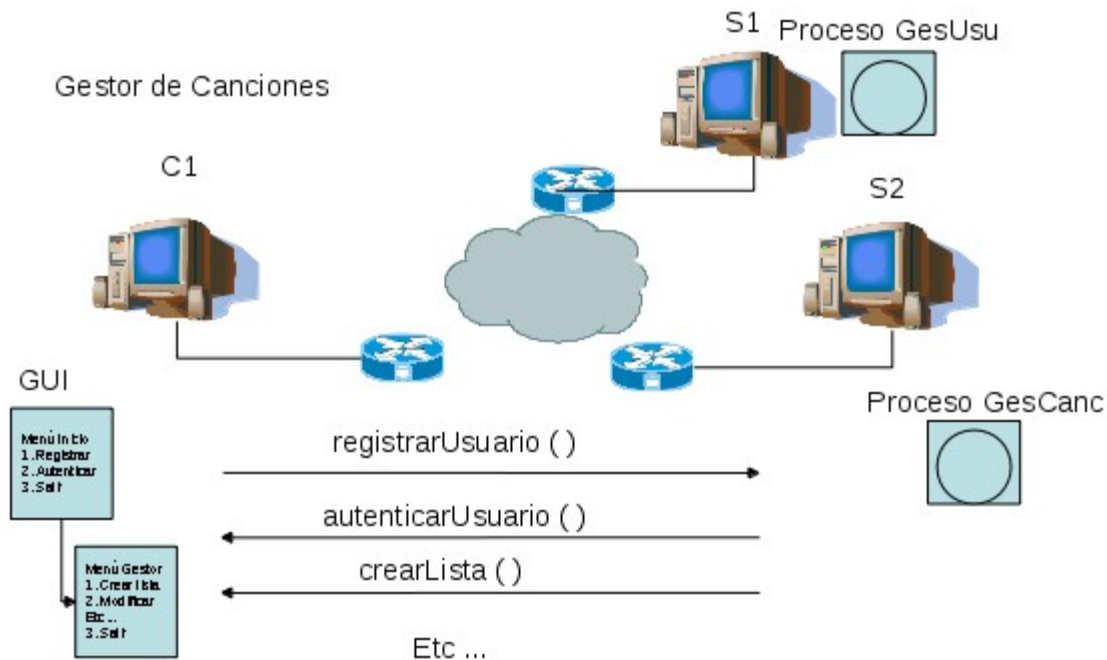 S1
Proceso GesUsu
Gestor de Canciones
C1
S2
GUI
Proceso GesCanc
Menú Inicio
1. Registrar
2. Autenticar
3. Salir
registrarUsuario ( )
autenticarUsuario ( )
crearLista ( )
Menú Gestor
1. Crear lista
2. Modificar
Etc ...
3. Salir
Etc ...